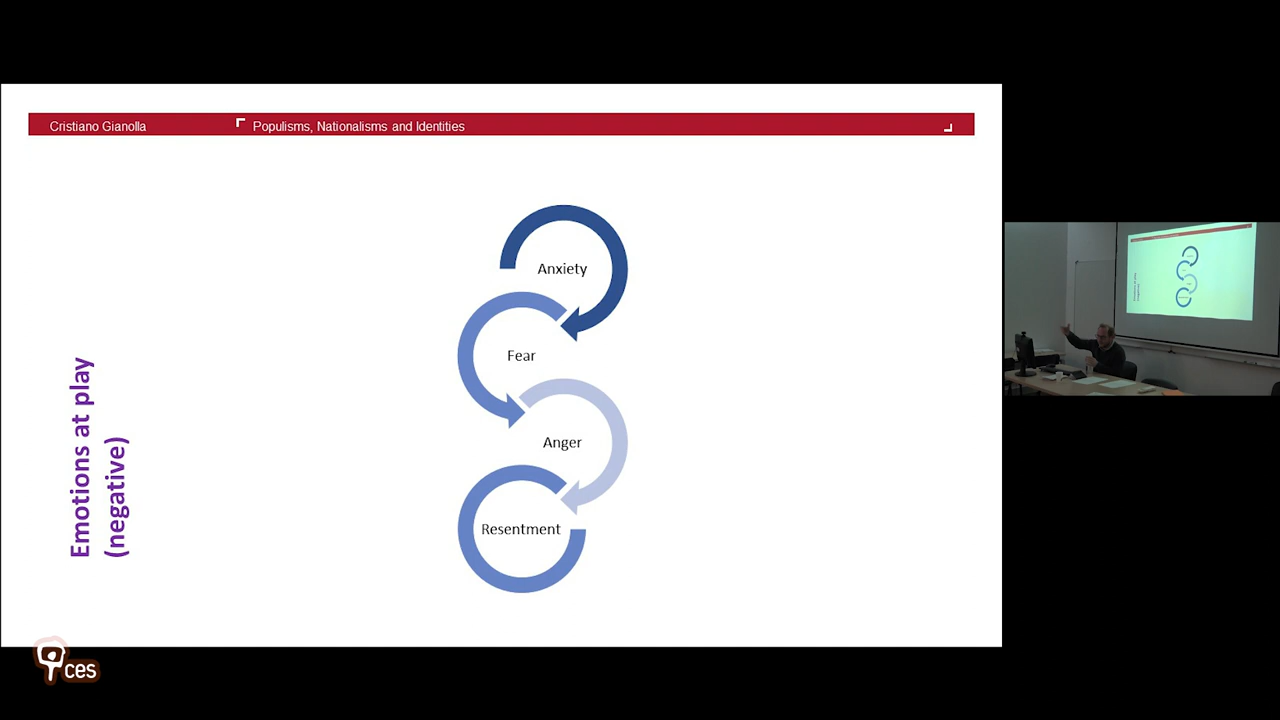 Cristiano Gianolla
Populisms, Nationalisms and Identities
Anxiety
Fear
Anger
Resentment
Emotions at play
(negative)
ces